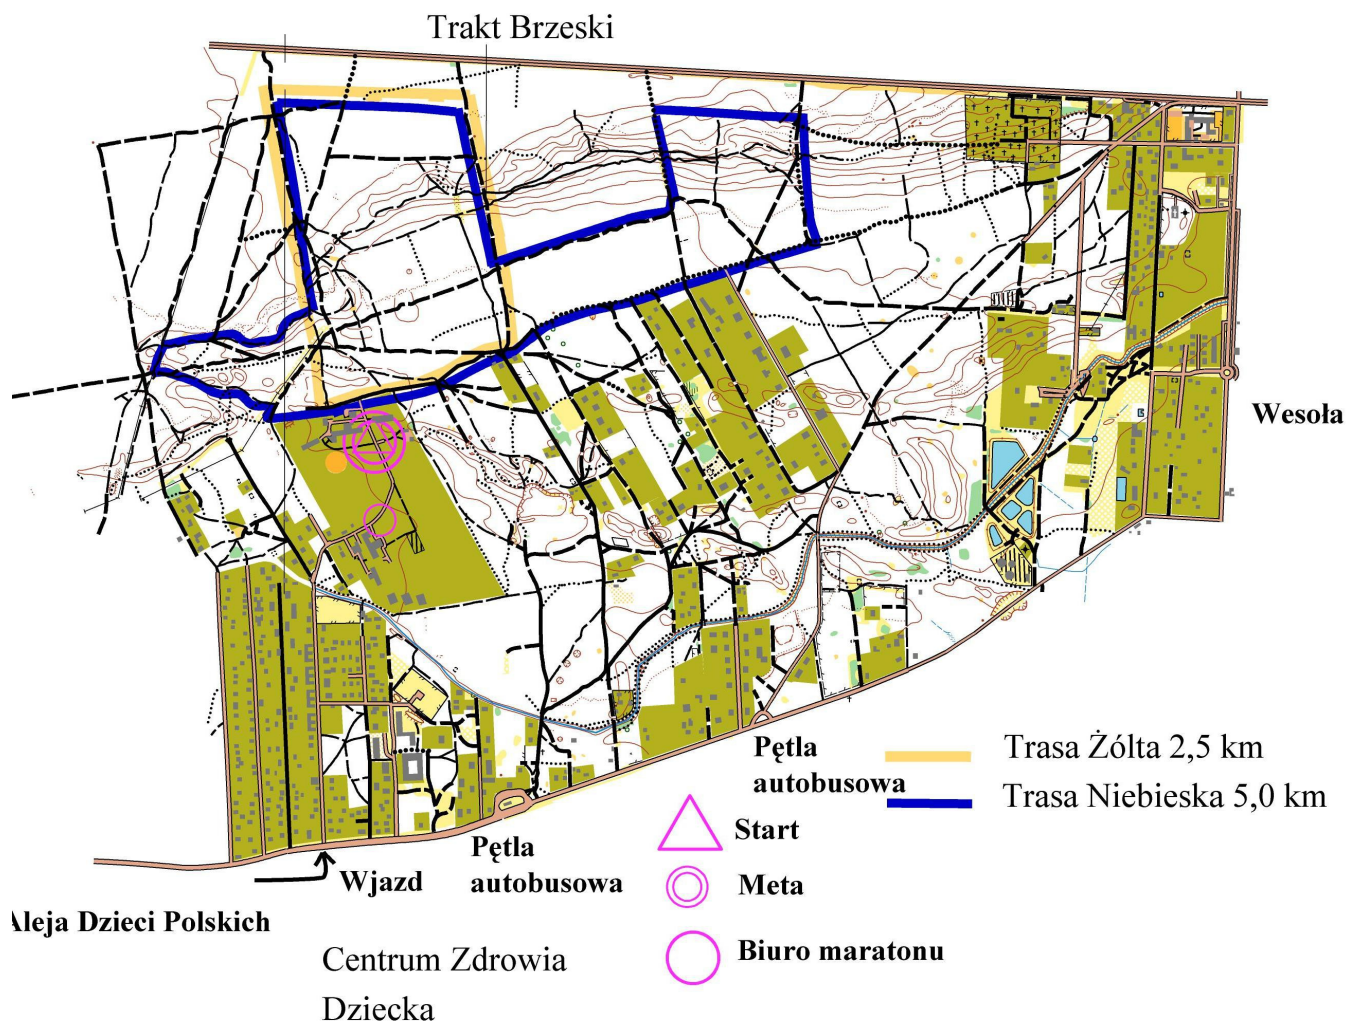 Trakt Brzeski
Wesoła
Pętla
autobusowa
Trasa Żólta 2,5 km
Trasa Niebieska 5,0 km
Start
Pętla
autobusowa
Wjazd
Meta
Aleja Dzieci Polskich
Biuro maratonu
Centrum Zdrowia
Dziecka